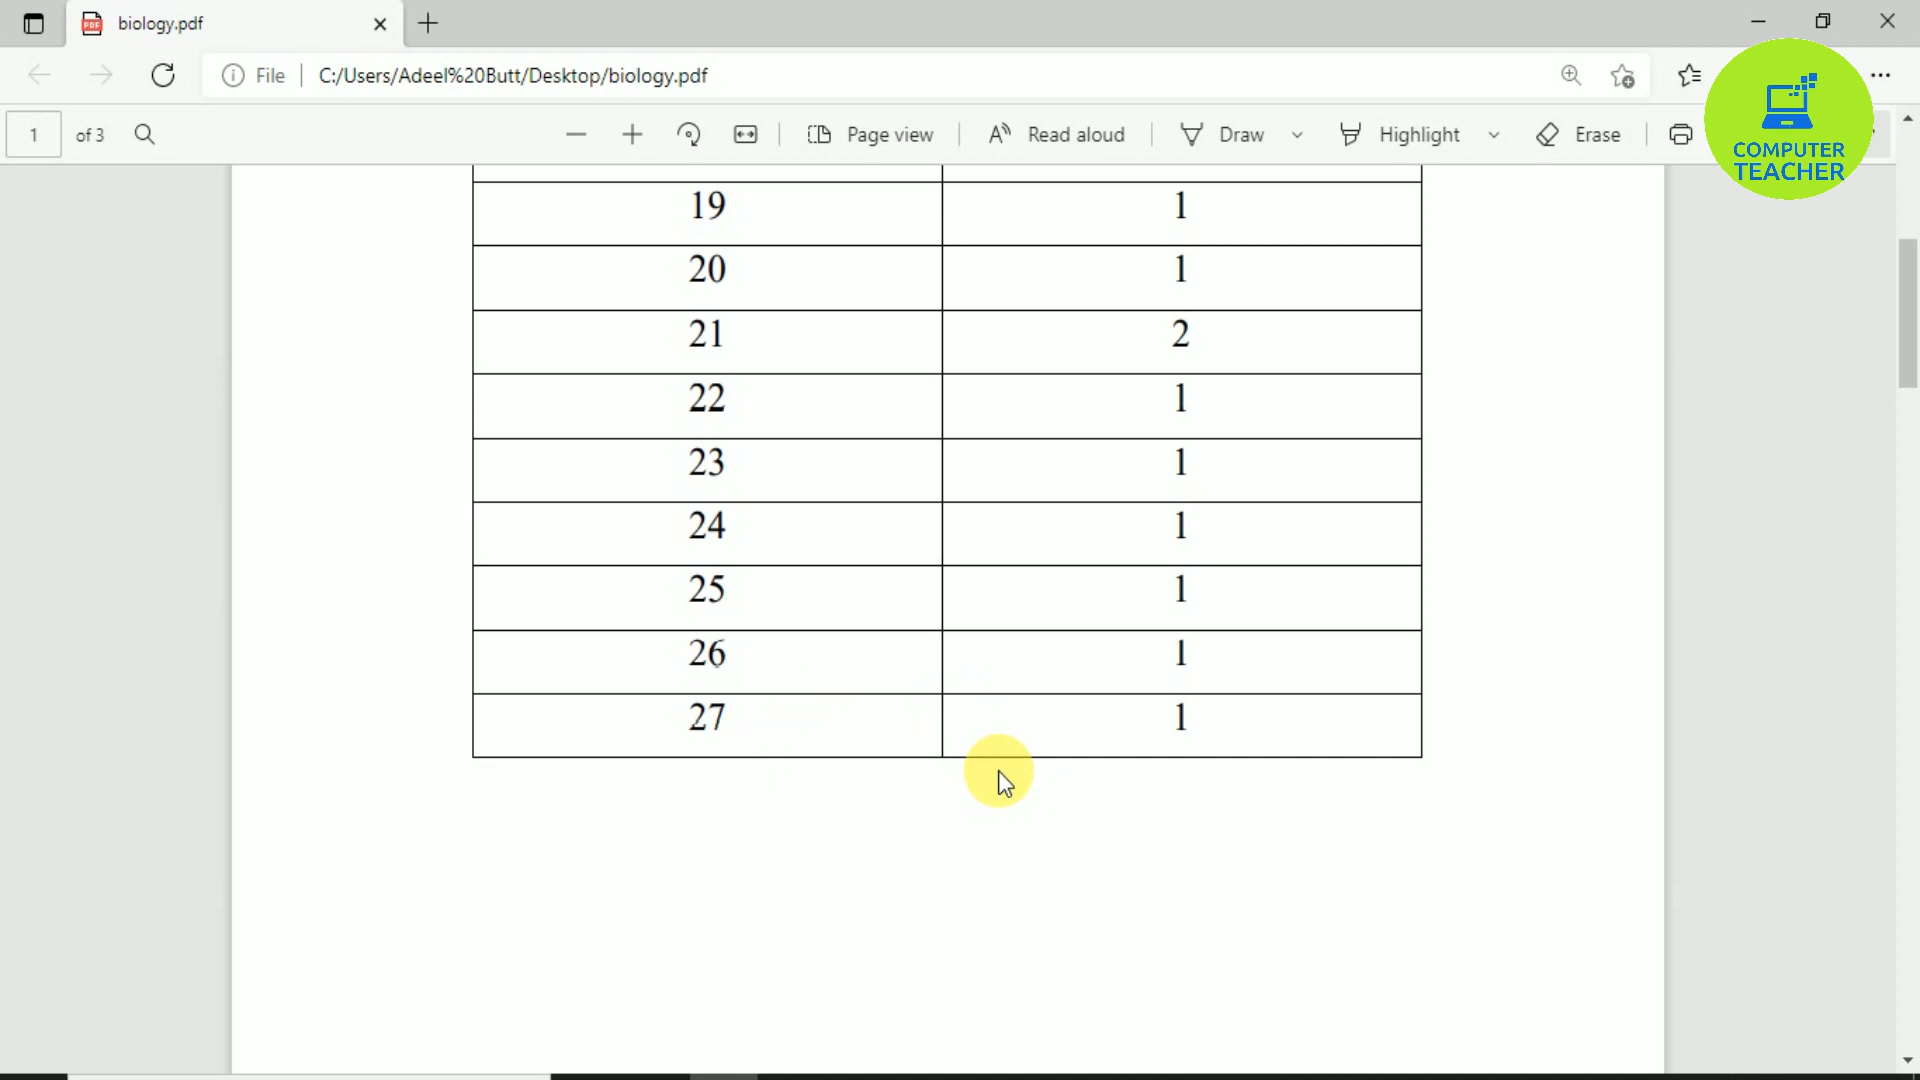 biology.pdf
File C:/Users/Adeel%20Butt/Desktop/biology.pdf
1 of 3 Page view Read aloud Draw Highlight Erase
COMPUTER
TEACHER
19 1
20 1
21 2
22 1
23 1
24 1
25 1
26 1
27 1